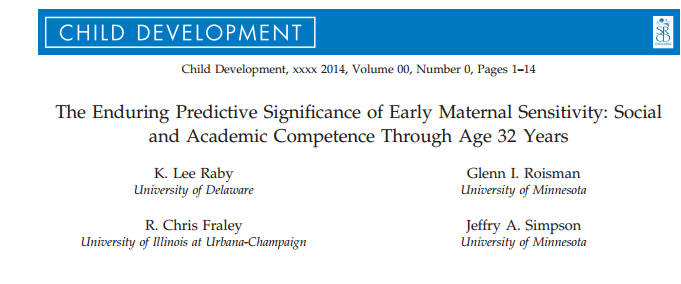 CHILD DEVELOPMENT
SRCD
Child Development, xxxx 2014, Volume 00, Number 0, Pages 1–14
The Enduring Predictive Significance of Early Maternal Sensitivity: Social
and Academic Competence Through Age 32 Years
K. Lee Raby
University of Delaware
Glenn I. Roisman
University of Minnesota
R. Chris Fraley
University of Illinois at Urbana-Champaign
Jeffry A. Simpson
University of Minnesota